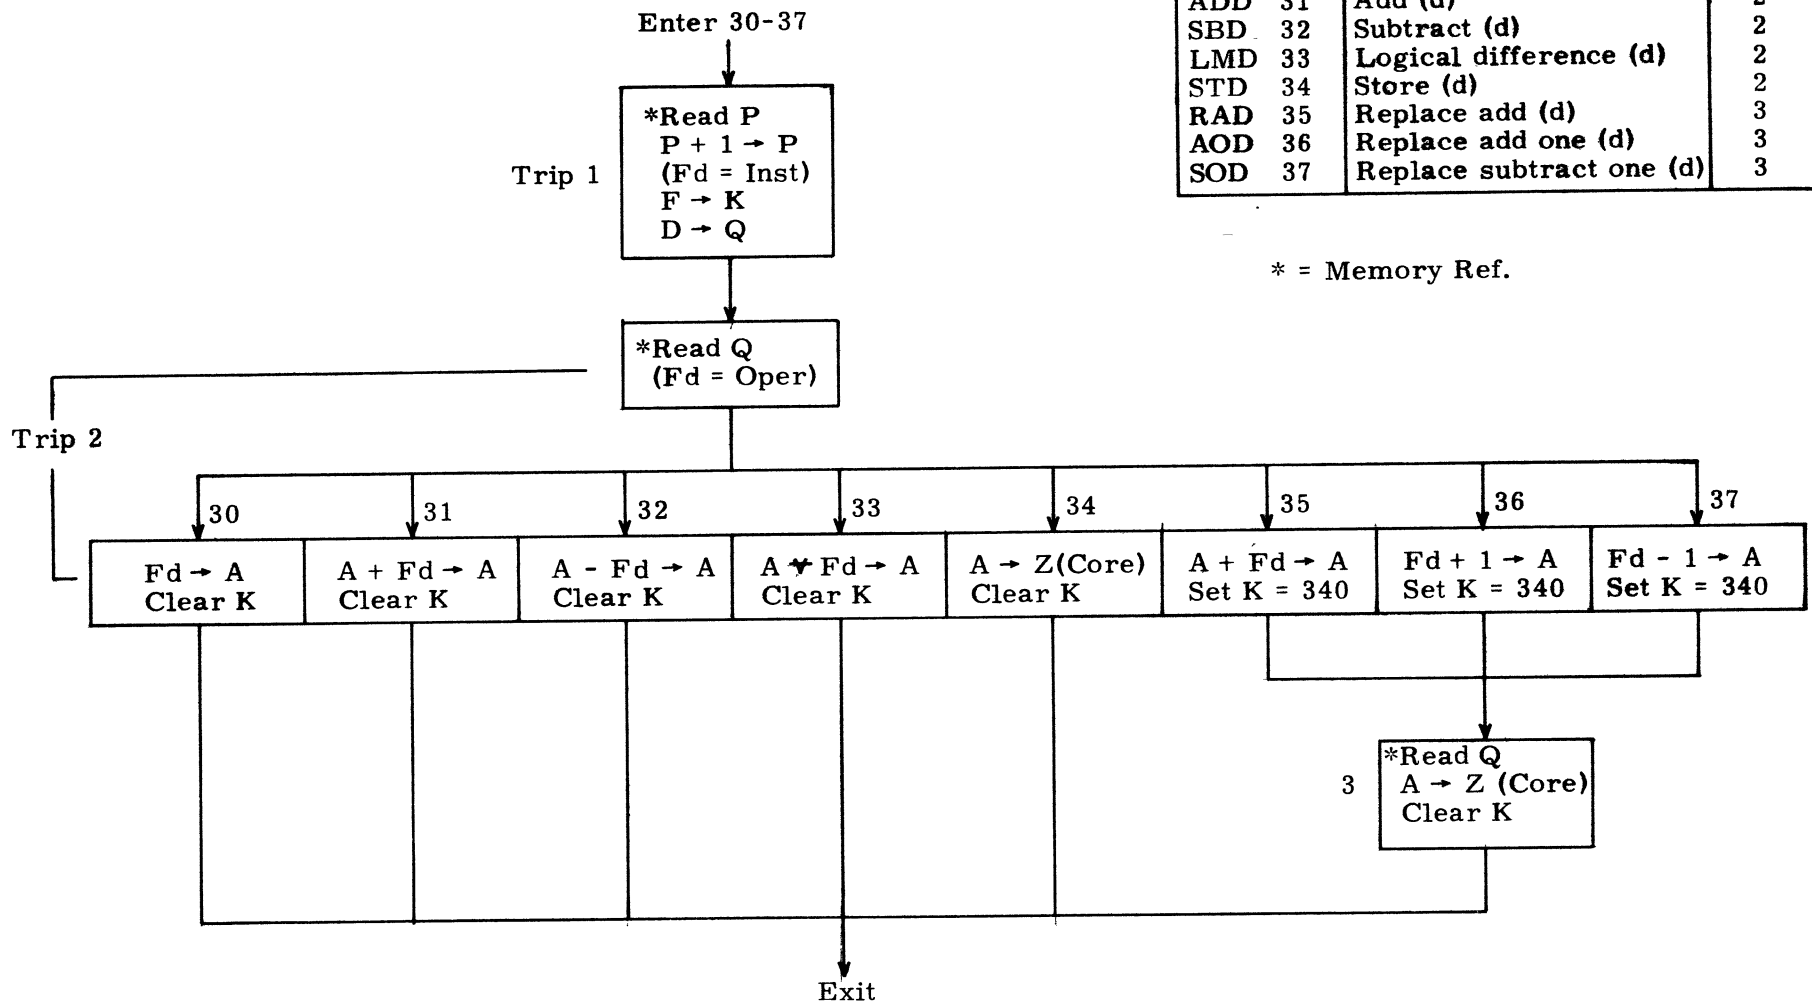 Enter 30-37
ADD 31 Add (d) 2
SBD 32 Subtract (d) 2
LMD 33 Logical difference (d) 2
STD 34 Store (d) 2
RAD 35 Replace add (d) 3
AOD 36 Replace add one (d) 3
SOD 37 Replace subtract one (d) 3
* = Memory Ref.
Trip 1
*Read P
P + 1 → P
(Fd = Inst)
F → K
D → Q
*Read Q
(Fd = Oper)
Trip 2
30 31 32 33 34 35 36 37
Fd → A
Clear K
A + Fd → A
Clear K
A - Fd → A
Clear K
A ⊻ Fd → A
Clear K
A → Z(Core)
Clear K
A + Fd → A
Set K = 340
Fd + 1 → A
Set K = 340
Fd - 1 → A
Set K = 340
3
*Read Q
A → Z (Core)
Clear K
Exit